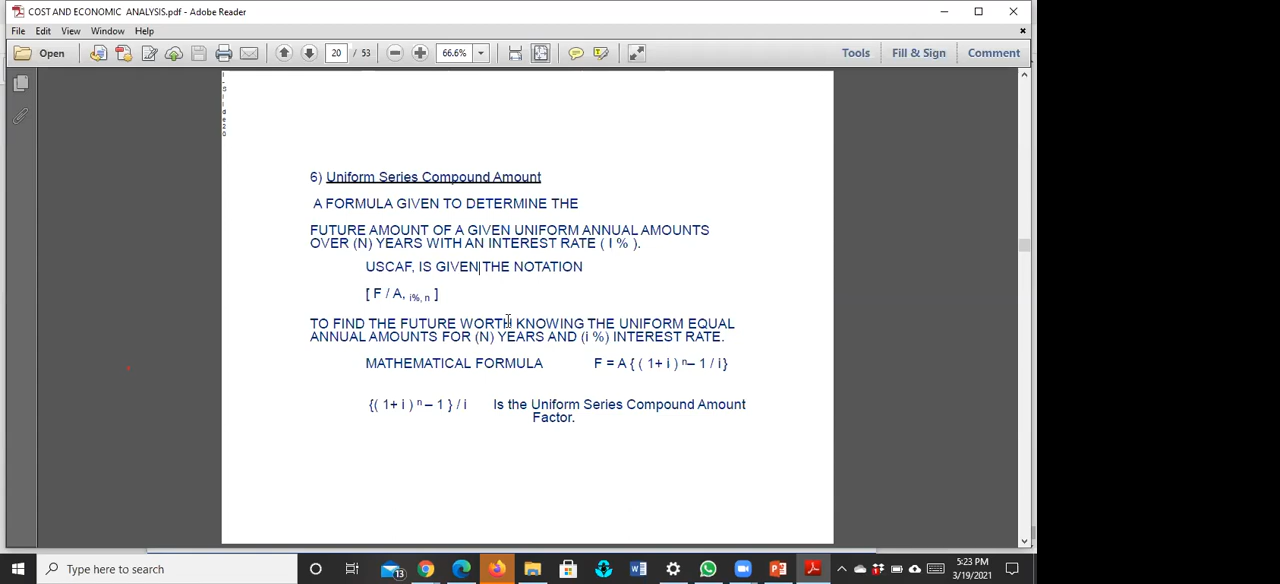 COST AND ECONOMIC ANALYSIS.pdf - Adobe Reader
File Edit View Window Help
Open 20 / 53 66.6% Tools Fill & Sign Comment
6) Uniform Series Compound Amount
A FORMULA GIVEN TO DETERMINE THE
FUTURE AMOUNT OF A GIVEN UNIFORM ANNUAL AMOUNTS
OVER (N) YEARS WITH AN INTEREST RATE ( I % ).
USCAF, IS GIVEN THE NOTATION
[ F / A, i%, n ]
TO FIND THE FUTURE WORTH KNOWING THE UNIFORM EQUAL
ANNUAL AMOUNTS FOR (N) YEARS AND (i %) INTEREST RATE.
MATHEMATICAL FORMULA F = A { ( 1+ i ) n– 1 / i}
{( 1+ i ) n – 1 } / i Is the Uniform Series Compound Amount
Factor.
Type here to search
13
5:23 PM
3/19/2021